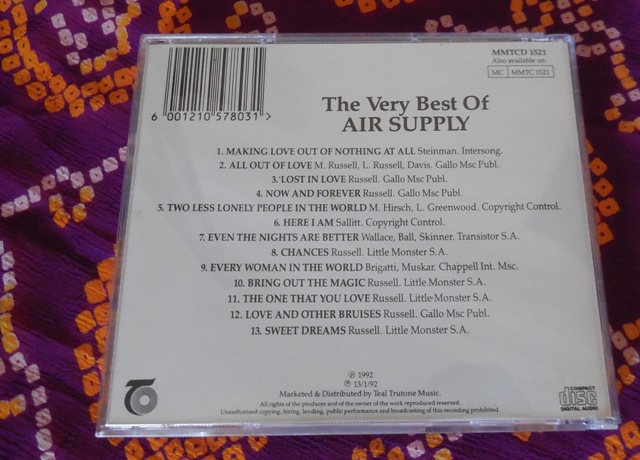 MMTCD 1521
Also available on:
MC MMTC 1521
6 001210 578031 >
The Very Best Of
AIR SUPPLY
1. MAKING LOVE OUT OF NOTHING AT ALL Steinman. Intersong.
2. ALL OUT OF LOVE M. Russell, L. Russell, Davis. Gallo Msc Publ.
3. LOST IN LOVE Russell. Gallo Msc Publ.
4. NOW AND FOREVER Russell. Gallo Msc Publ.
5. TWO LESS LONELY PEOPLE IN THE WORLD M. Hirsch, L. Greenwood. Copyright Control.
6. HERE I AM Sallitt. Copyright Control.
7. EVEN THE NIGHTS ARE BETTER Wallace, Ball, Skinner. Transistor S.A.
8. CHANCES Russell. Little Monster S.A.
9. EVERY WOMAN IN THE WORLD Brigatti, Muskar. Chappell Int. Msc.
10. BRING OUT THE MAGIC Russell. Little Monster S.A.
11. THE ONE THAT YOU LOVE Russell. Little Monster S.A.
12. LOVE AND OTHER BRUISES Russell. Gallo Msc Publ.
13. SWEET DREAMS Russell. Little Monster S.A.
℗ 1992
℗ 13/1/92
Marketed & Distributed by Teal Trutone Music.
All rights of the producer and of the owner of the work reproduced reserved.
Unauthorised copying, hiring, lending, public performance and broadcasting of this recording prohibited.
COMPACT
disc
DIGITAL AUDIO